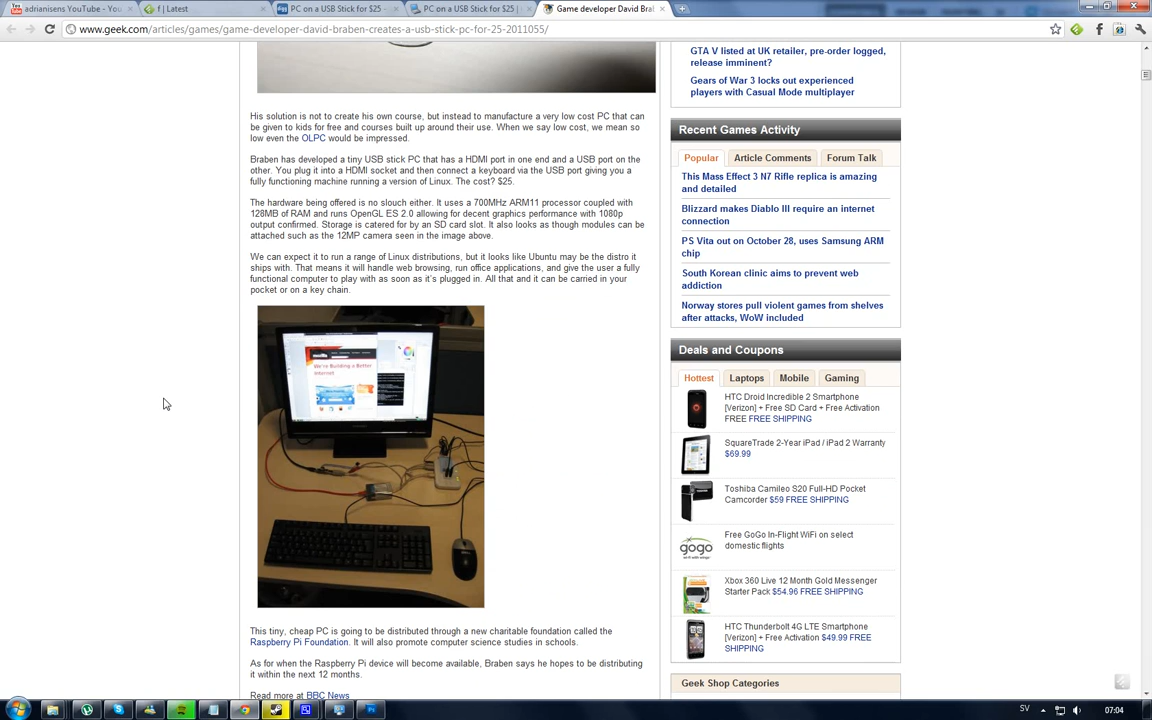 adrianisens YouTube - You
f | Latest
PC on a USB Stick for $25 -
PC on a USB Stick for $25 |
Game developer David Brab
www.geek.com/articles/games/game-developer-david-braben-creates-a-usb-stick-pc-for-25-2011055/
His solution is not to create his own course, but instead to manufacture a very low cost PC that can
be given to kids for free and courses built up around their use. When we say low cost, we mean so
low even the OLPC would be impressed.
Braben has developed a tiny USB stick PC that has a HDMI port in one end and a USB port on the
other. You plug it into a HDMI socket and then connect a keyboard via the USB port giving you a
fully functioning machine running a version of Linux. The cost? $25.
The hardware being offered is no slouch either. It uses a 700MHz ARM11 processor coupled with
128MB of RAM and runs OpenGL ES 2.0 allowing for decent graphics performance with 1080p
output confirmed. Storage is catered for by an SD card slot. It also looks as though modules can be
attached such as the 12MP camera seen in the image above.
We can expect it to run a range of Linux distributions, but it looks like Ubuntu may be the distro it
ships with. That means it will handle web browsing, run office applications, and give the user a fully
functional computer to play with as soon as it's plugged in. All that and it can be carried in your
pocket or on a key chain.
We're Building a Better
Internet
This tiny, cheap PC is going to be distributed through a new charitable foundation called the
Raspberry Pi Foundation. It will also promote computer science studies in schools.
As for when the Raspberry Pi device will become available, Braben says he hopes to be distributing
it within the next 12 months.
Read more at BBC News
GTA V listed at UK retailer, pre-order logged,
release imminent?
Gears of War 3 locks out experienced
players with Casual Mode multiplayer
Recent Games Activity
Popular
Article Comments
Forum Talk
This Mass Effect 3 N7 Rifle replica is amazing
and detailed
Blizzard makes Diablo III require an internet
connection
PS Vita out on October 28, uses Samsung ARM
chip
South Korean clinic aims to prevent web
addiction
Norway stores pull violent games from shelves
after attacks, WoW included
Deals and Coupons
Hottest
Laptops
Mobile
Gaming
HTC Droid Incredible 2 Smartphone
[Verizon] + Free SD Card + Free Activation
FREE FREE SHIPPING
SquareTrade 2-Year iPad / iPad 2 Warranty
$69.99
Toshiba Camileo S20 Full-HD Pocket
Camcorder $59 FREE SHIPPING
gogo
Free GoGo In-Flight WiFi on select
domestic flights
Xbox 360 Live 12 Month Gold Messenger
Starter Pack $54.96 FREE SHIPPING
HTC Thunderbolt 4G LTE Smartphone
[Verizon] + Free Activation $49.99 FREE
SHIPPING
Geek Shop Categories
SV
07:04